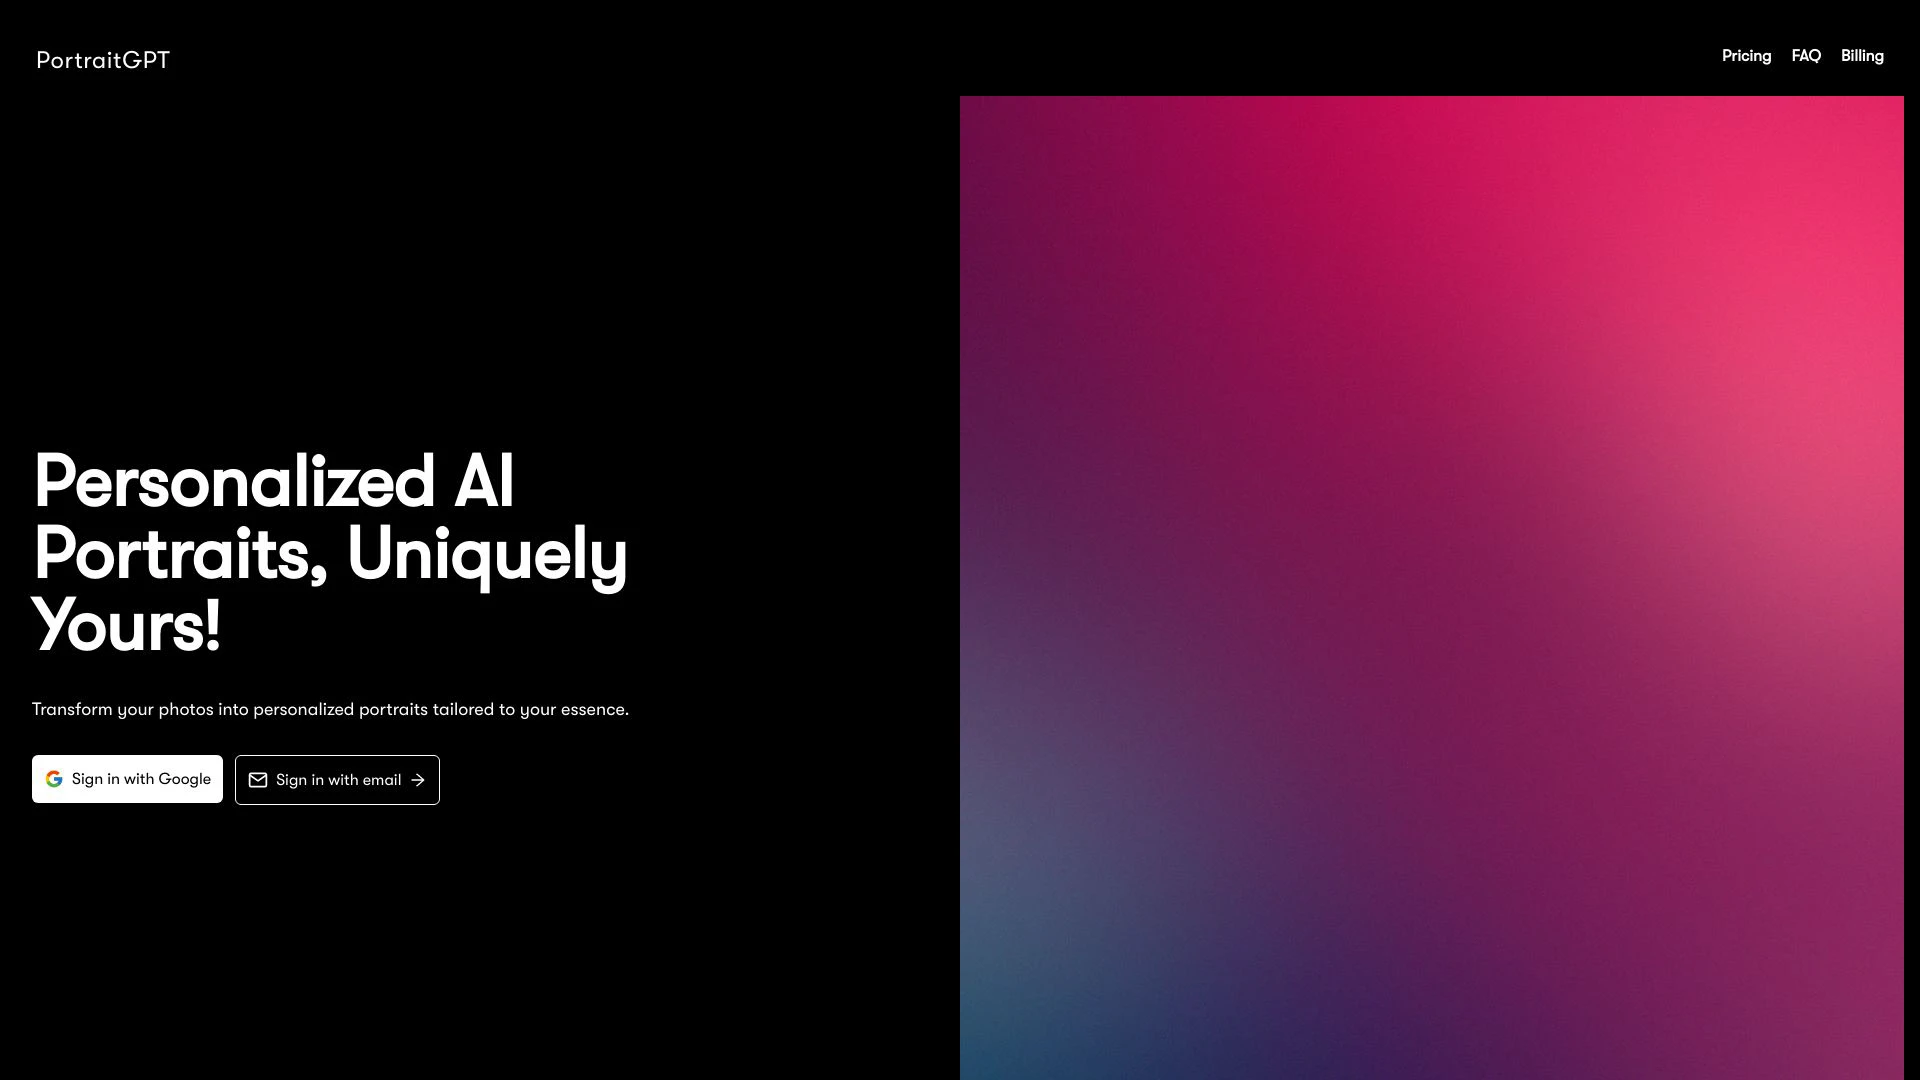 PortraitGPT
Pricing FAQ Billing
Personalized AI
Portraits, Uniquely
Yours!
Transform your photos into personalized portraits tailored to your essence.
Sign in with Google
Sign in with email